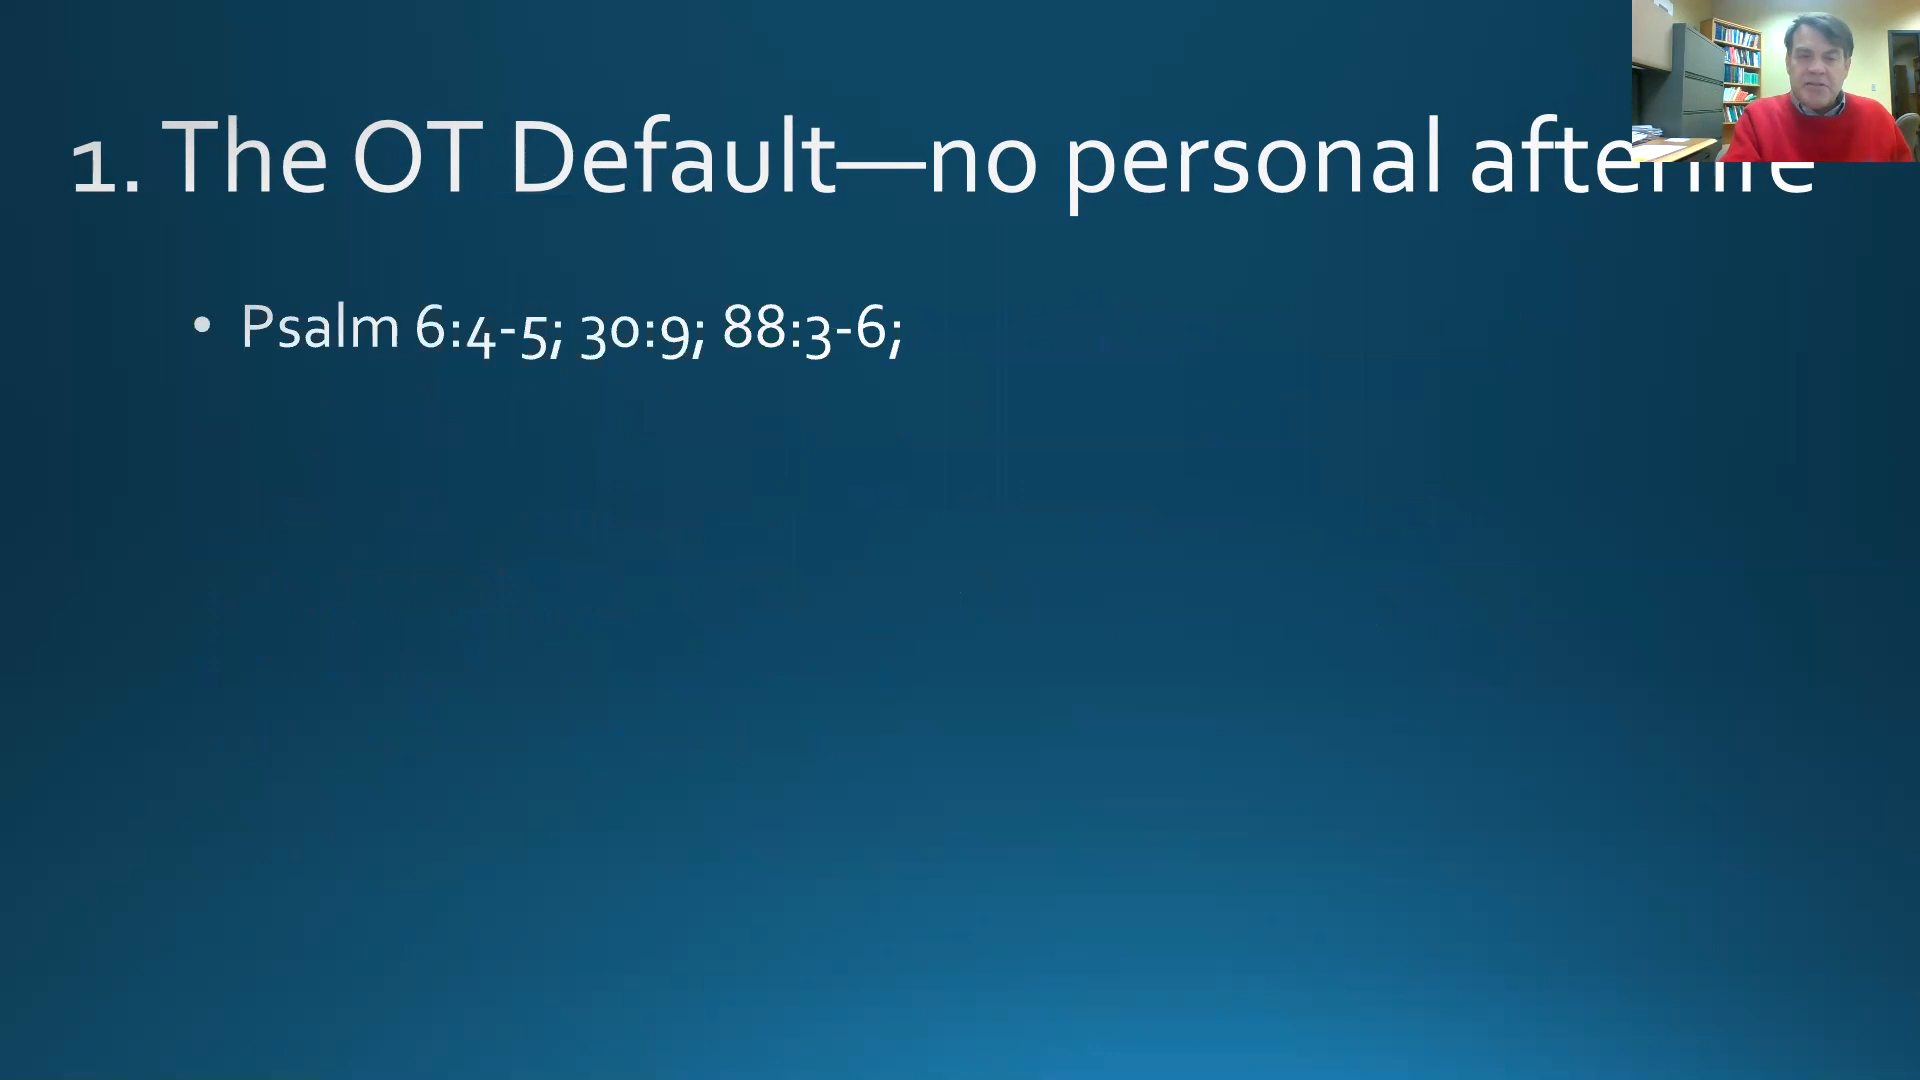 1. The OT Default—no personal afterlife
• Psalm 6:4-5; 30:9; 88:3-6;